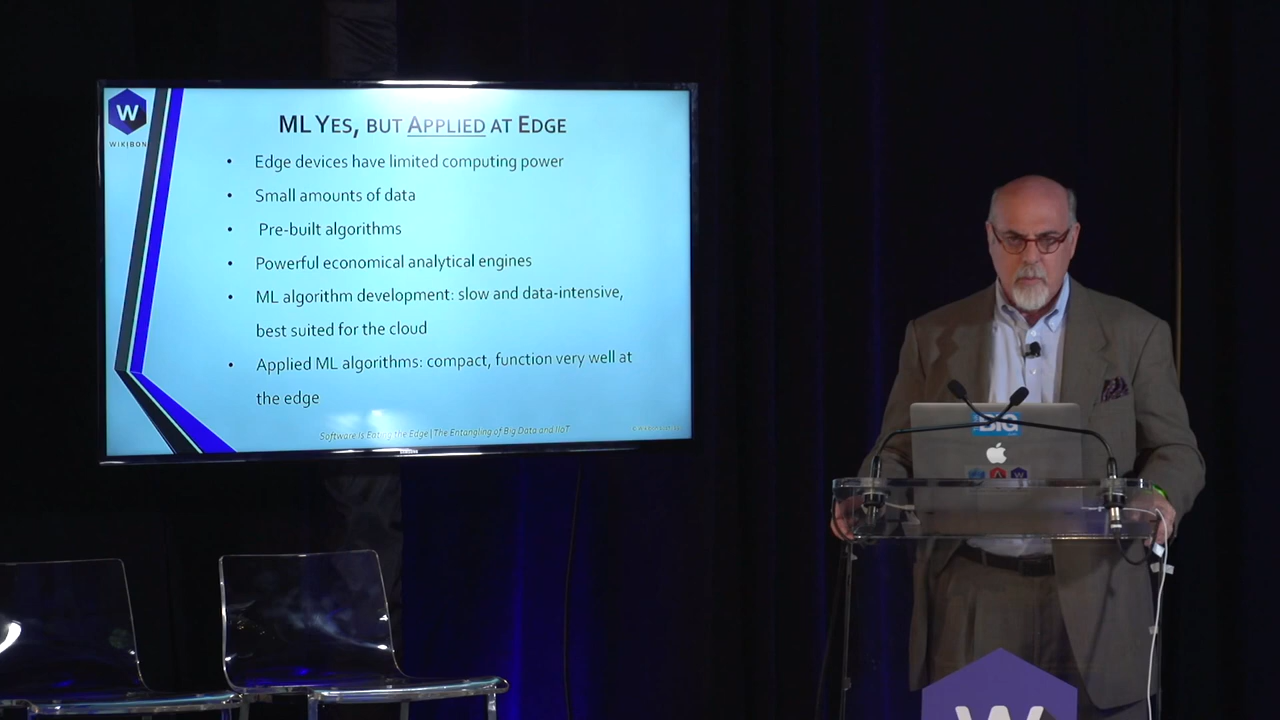 W
WIKIBON
ML YES, BUT APPLIED AT EDGE
• Edge devices have limited computing power
• Small amounts of data
• Pre-built algorithms
• Powerful economical analytical engines
• ML algorithm development: slow and data-intensive,
best suited for the cloud
• Applied ML algorithms: compact, function very well at
the edge
Software is Eating the Edge | The Entangling of Big Data and IIoT
SAMSUNG
BIG
W